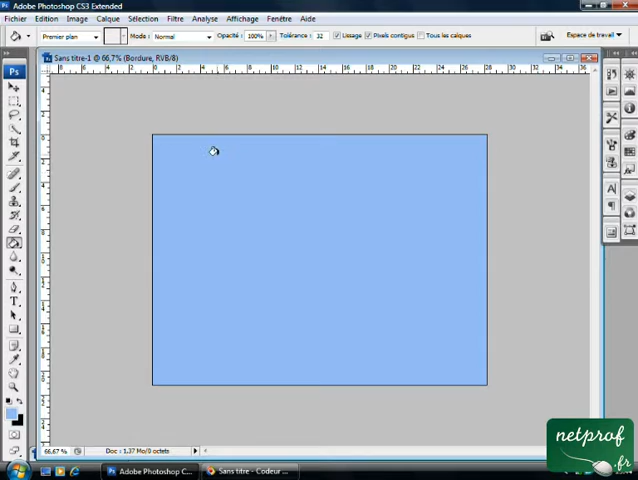 Adobe Photoshop CS3 Extended
Fichier Edition Image Calque Sélection Filtre Analyse Affichage Fenêtre Aide
Premier plan Mode : Normal Opacité : 100% Tolérance : 32 Lissage Pixels contigus Tous les calques Espace de travail
Ps Sans titre-1 @ 66,7% (Bordure, RVB/8)
66,67 % Doc : 1,37 Mo/0 octets
Adobe Photoshop C... Sans titre - Codeur ...
netprof
.fr